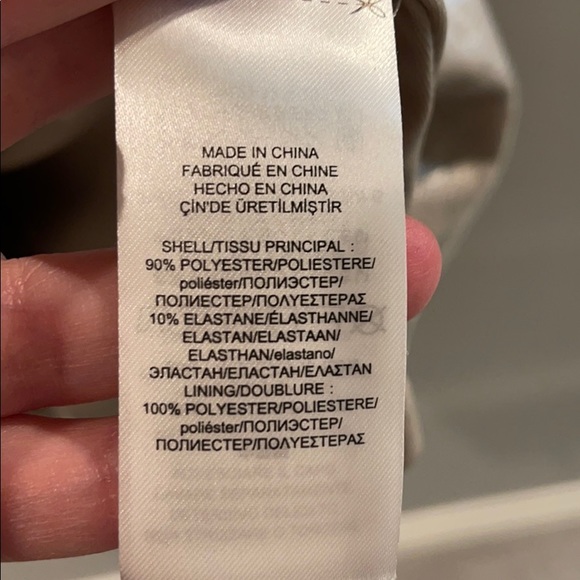 MADE IN CHINA
FABRIQUÉ EN CHINE
HECHO EN CHINA
ÇİN'DE ÜRETİLMİŞTİR
SHELL/TISSU PRINCIPAL :
90% POLYESTER/POLIESTERE/
poliéster/ПОЛИЭСТЕР/
ПОЛИЕСТЕР/ΠΟΛΥΕΣΤΕΡΑΣ
10% ELASTANE/ÉLASTHANNE/
ELASTAN/ELASTAAN/
ELASTHAN/elastano/
ЭЛАСТАН/ЕЛАСТАН/ΕΛΑΣΤΑΝ
LINING/DOUBLURE :
100% POLYESTER/POLIESTERE/
poliéster/ПОЛИЭСТЕР/
ПОЛИЕСТЕР/ΠΟΛΥΕΣΤΕΡΑΣ